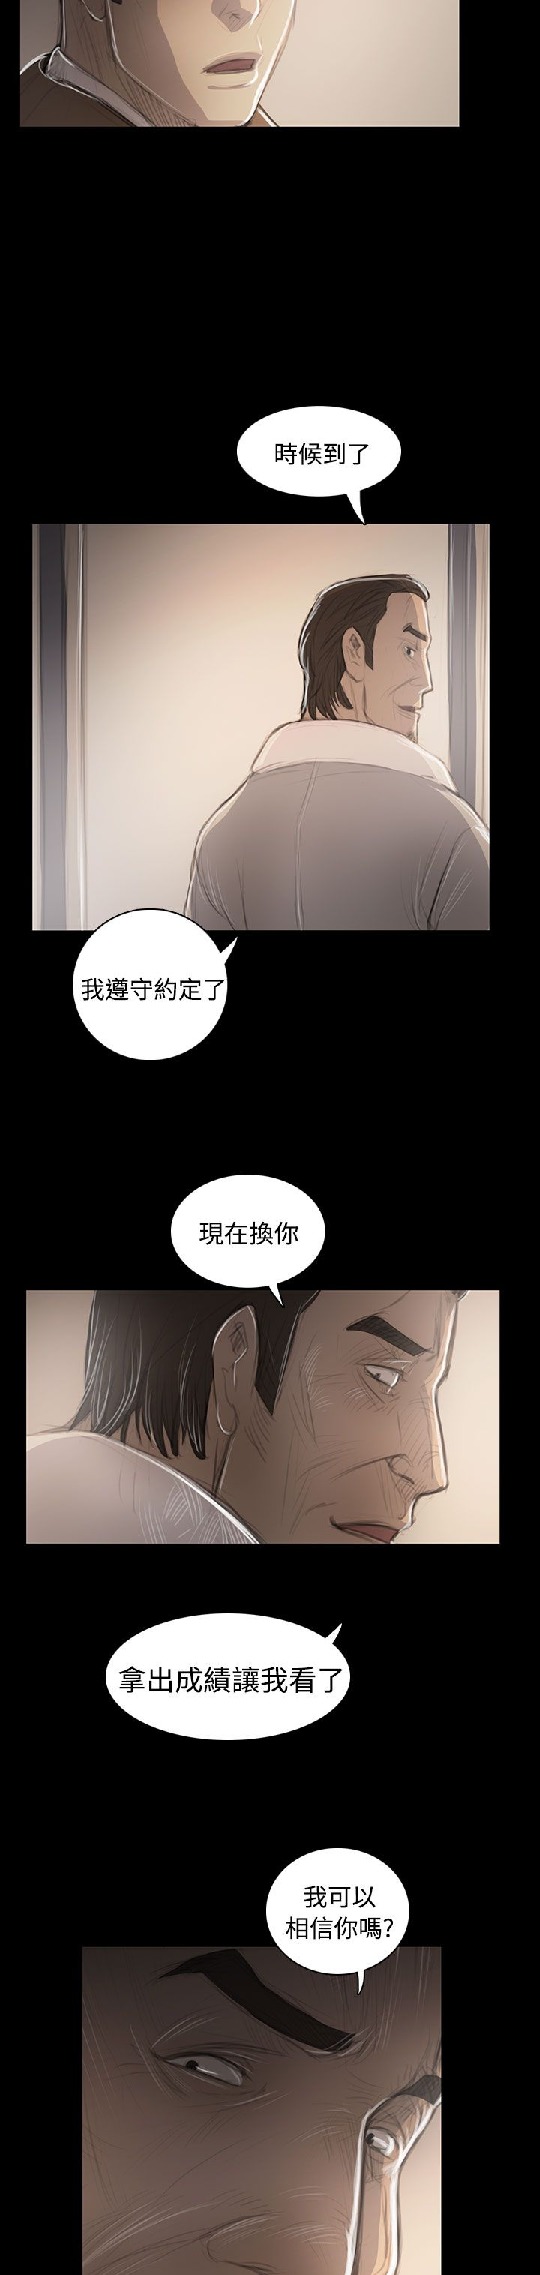 時候到了
我遵守約定了
現在換你
拿出成績讓我看了
我可以
相信你嗎?